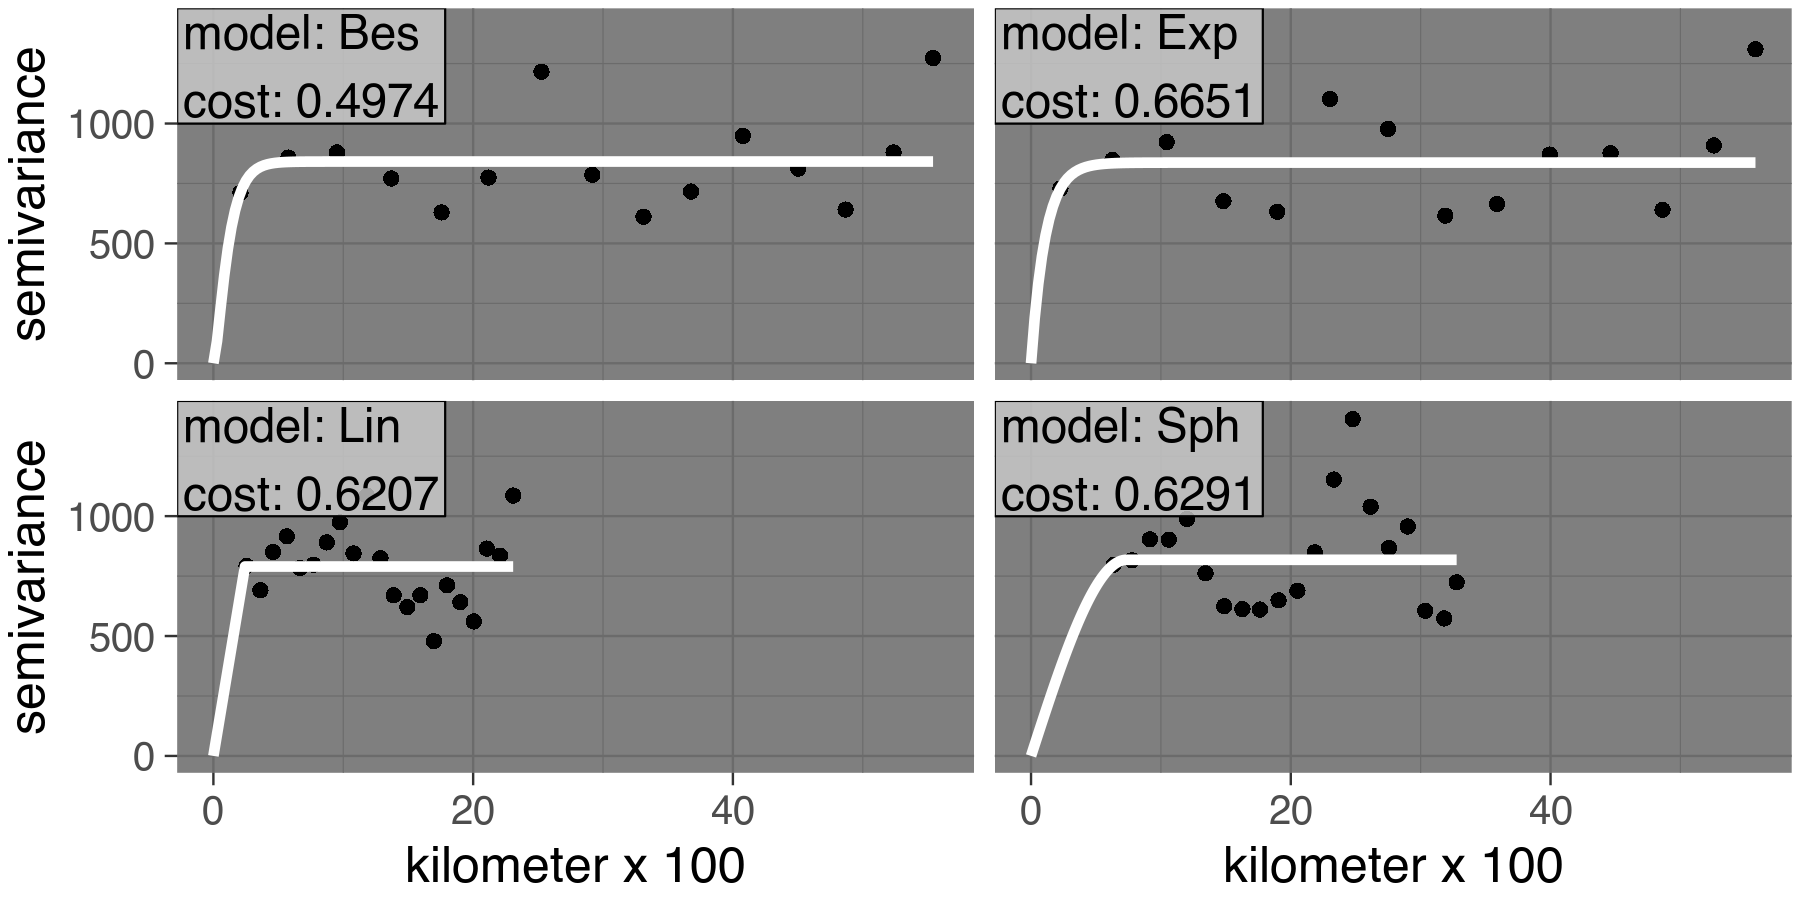 model: Bes
cost: 0.4974
model: Exp
cost: 0.6651
semivariance
1000
500
0
model: Lin
cost: 0.6207
model: Sph
cost: 0.6291
semivariance
1000
500
0
0 20 40
0 20 40
kilometer x 100
kilometer x 100